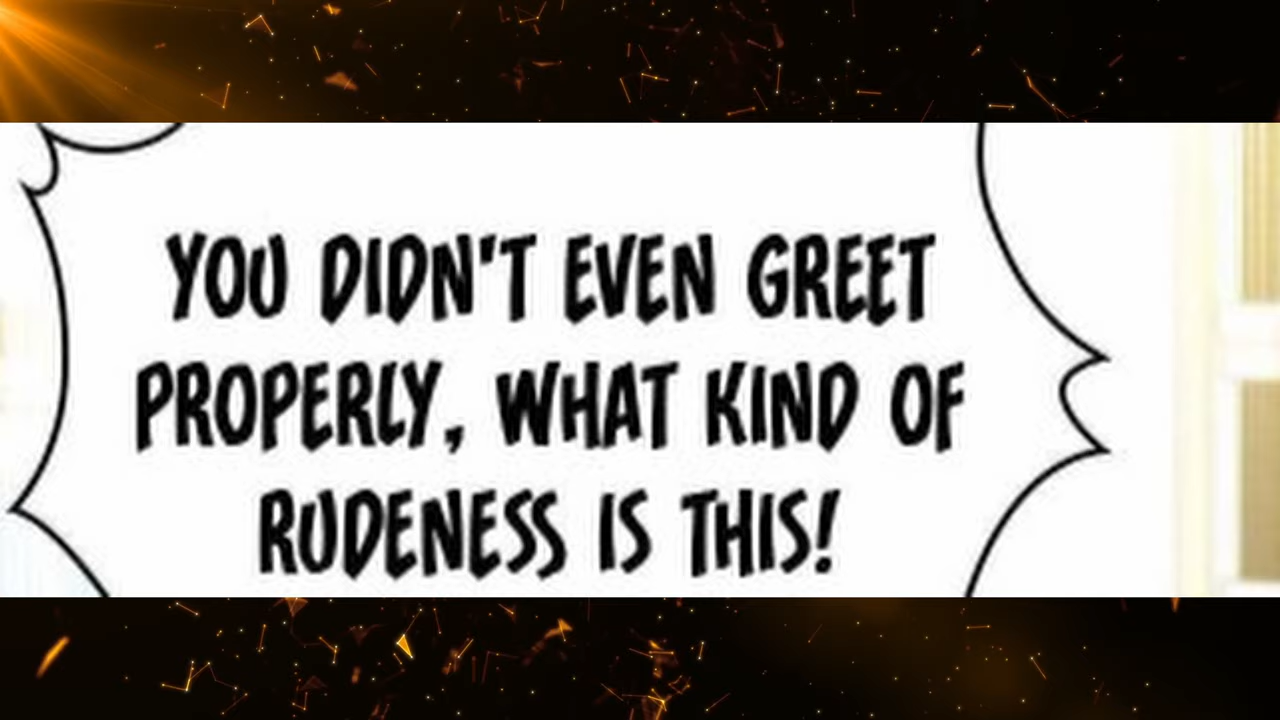 YOU DIDN'T EVEN GREET
PROPERLY, WHAT KIND OF
RUDENESS IS THIS!